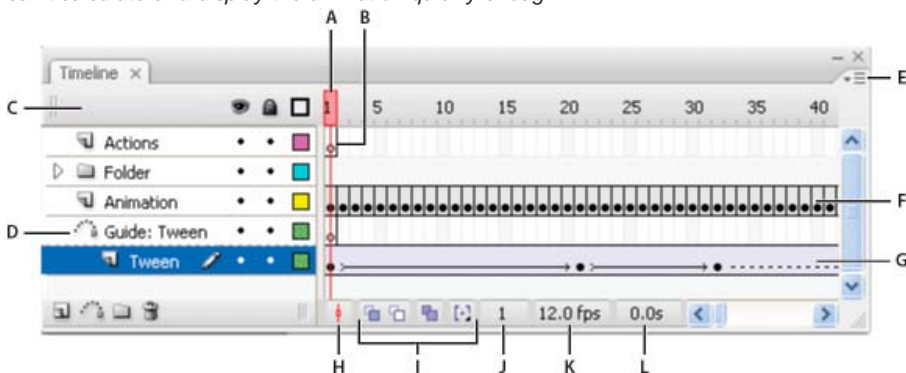 A B
Timeline ×
E
C
1 5 10 15 20 25 30 35 40
Actions
Folder
Animation
F
D
Guide: Tween
Tween
G
1 12.0 fps 0.0s
H I J K L